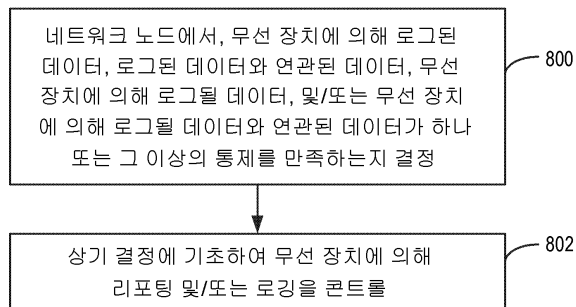 네트워크 노드에서, 무선 장치에 의해 로그된
데이터, 로그된 데이터와 연관된 데이터, 무선
장치에 의해 로그될 데이터, 및/또는 무선 장치
에 의해 로그될 데이터와 연관된 데이터가 하나
또는 그 이상의 통제를 만족하는지 결정
800
상기 결정에 기초하여 무선 장치에 의해
리포팅 및/또는 로깅을 콘트롤
802